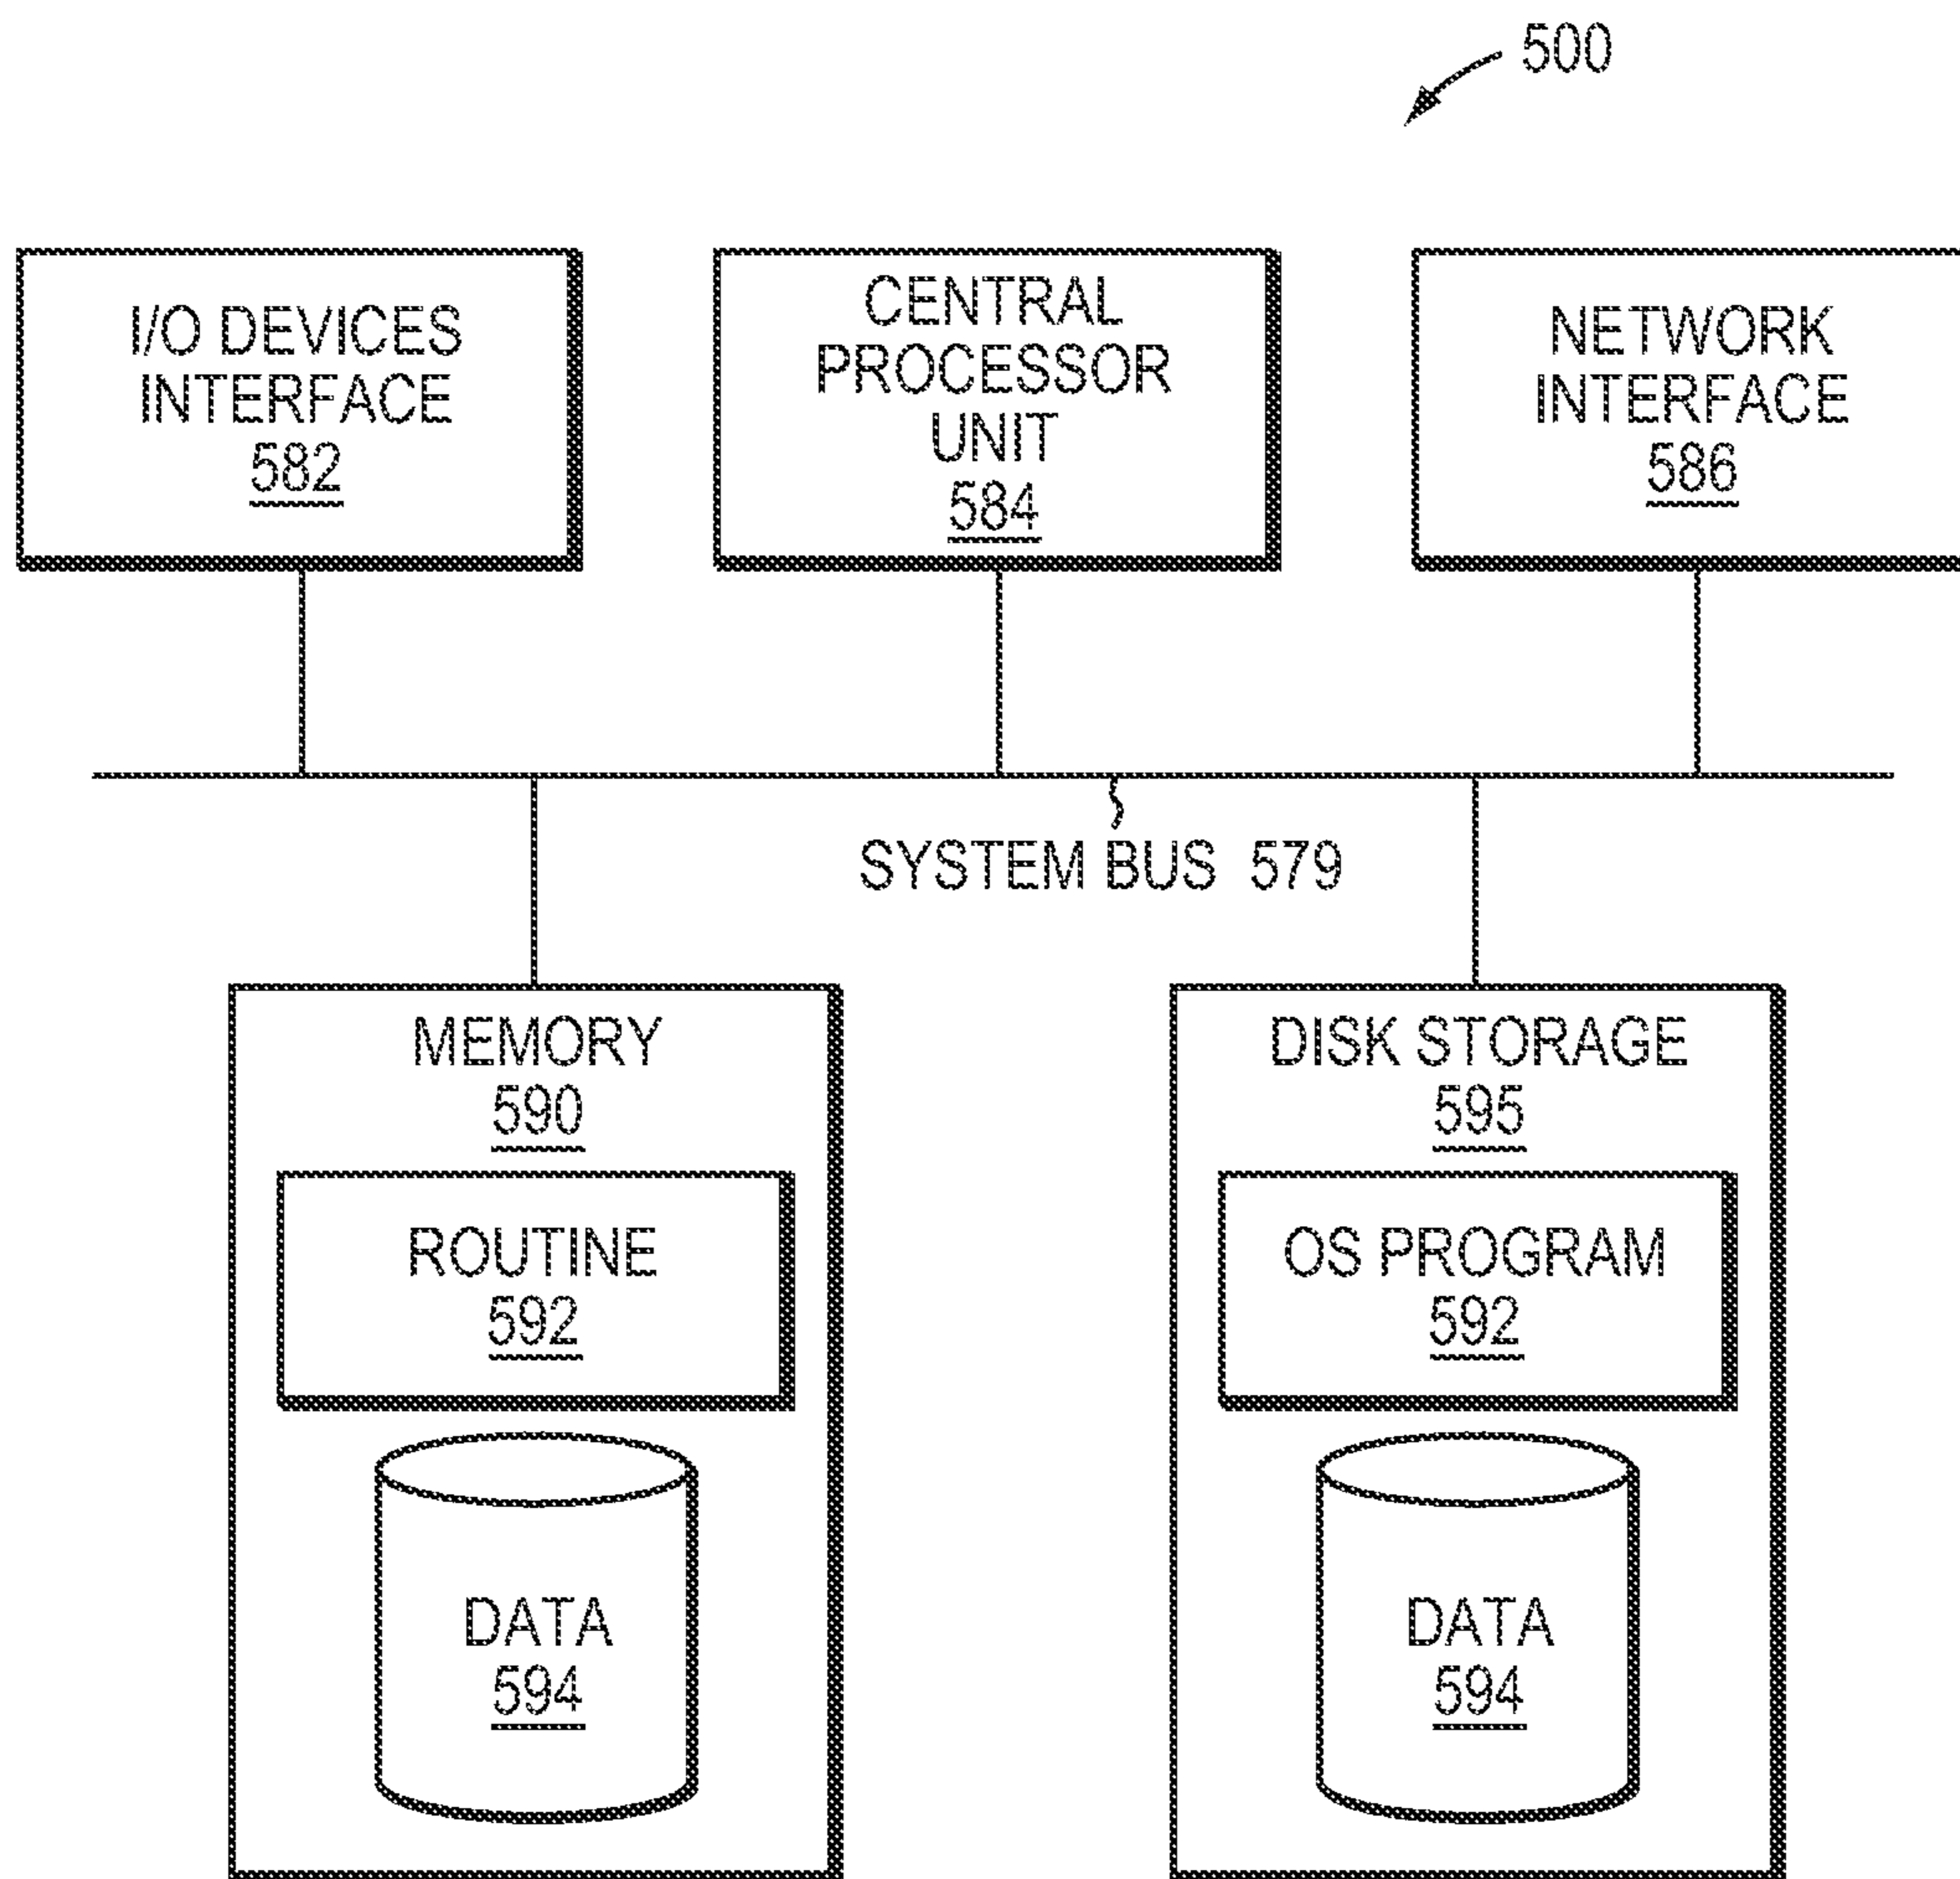 500
I/O DEVICES
INTERFACE
582
CENTRAL
PROCESSOR
UNIT
584
NETWORK
INTERFACE
586
SYSTEM BUS 579
MEMORY
590
ROUTINE
592
DATA
594
DISK STORAGE
595
OS PROGRAM
592
DATA
594